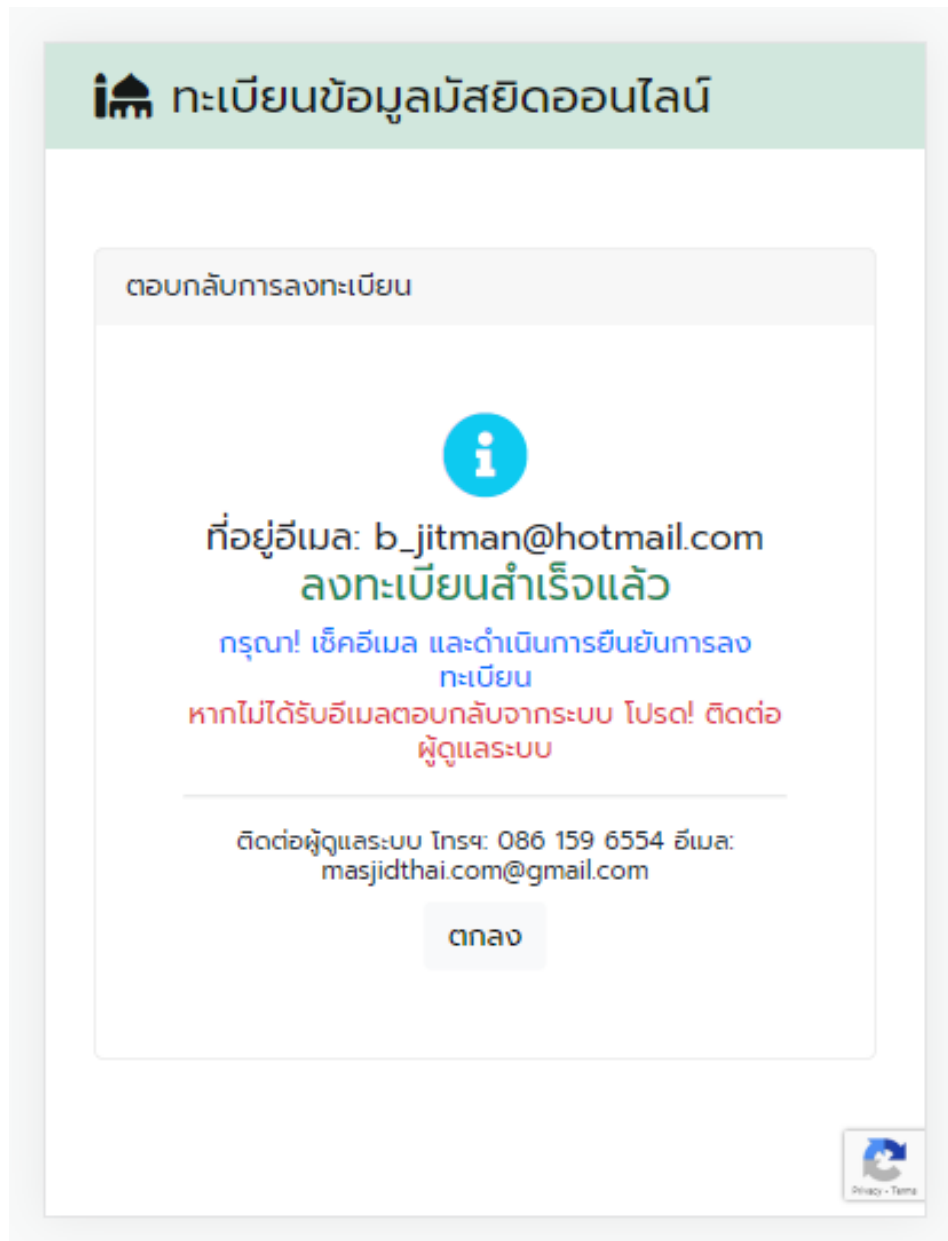 ทะเบียนข้อมูลมัสยิดออนไลน์
ตอบกลับการลงทะเบียน
ที่อยู่อีเมล: b_jitman@hotmail.com
ลงทะเบียนสำเร็จแล้ว
กรุณา! เช็คอีเมล และดำเนินการยืนยันการลง
ทะเบียน
หากไม่ได้รับอีเมลตอบกลับจากระบบ โปรด! ติดต่อ
ผู้ดูแลระบบ
ติดต่อผู้ดูแลระบบ โทรฯ: 086 159 6554 อีเมล:
masjidthai.com@gmail.com
ตกลง
Privacy - Terms